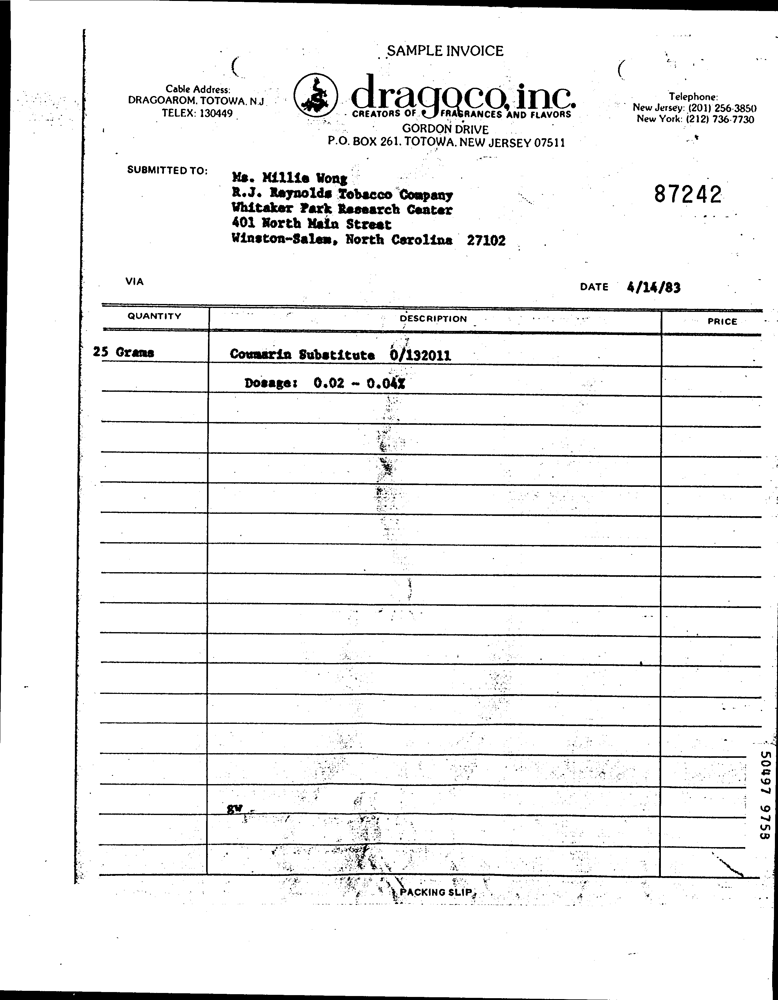 SAMPLE INVOICE
Cable Address:
DRAGOAROM, TOTOWA, N.J.
TELEX: 130449
dragoco, inc.
CREATORS OF FRAGRANCES AND FLAVORS
GORDON DRIVE
P.O. BOX 261, TOTOWA, NEW JERSEY 07511
Telephone:
New Jersey: (201) 256-3850
New York: (212) 736-7730
SUBMITTED TO:
Ms. Millie Wong
R.J. Raynolds Tobacco Company
Whitaker Park Research Center
401 North Main Street
Winston-Salem, North Carolina 27102
87242
VIA
DATE 4/14/83
QUANTITY DESCRIPTION PRICE
25 Grams Coumarin Substitute 0/132011
Dosage: 0.02 - 0.04%
gw
PACKING SLIP
50497 9758